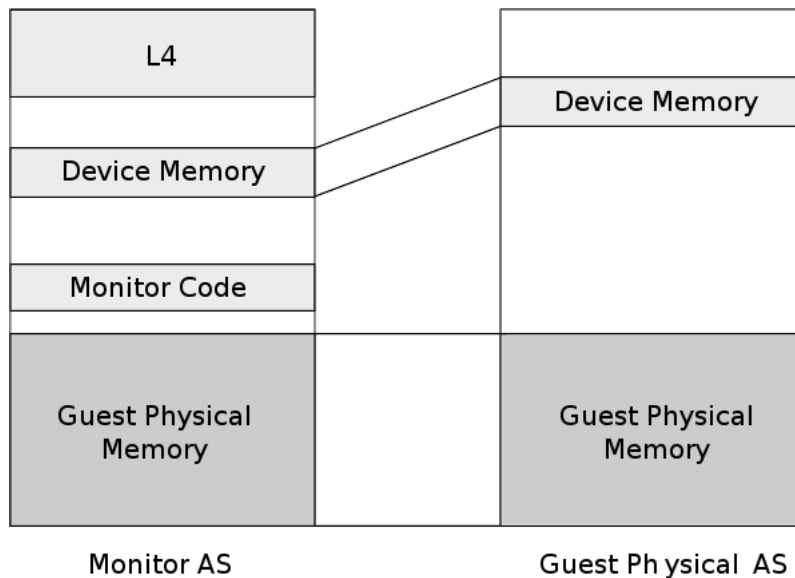 L4
Device Memory
Monitor Code
Guest Physical
Memory
Monitor AS
Device Memory
Guest Physical
Memory
Guest Physical AS